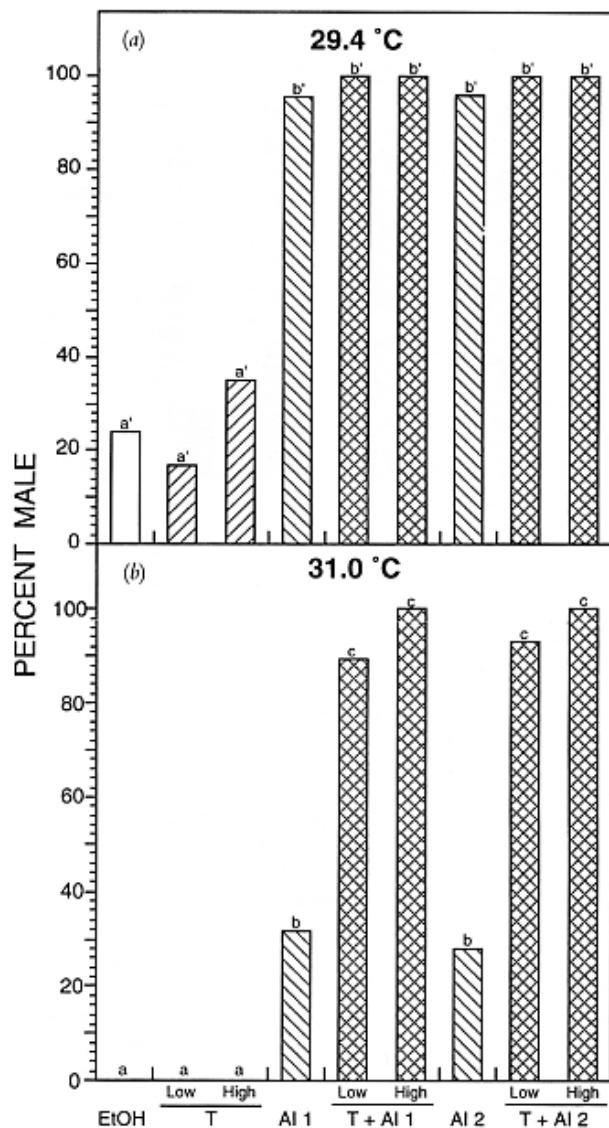 (a) 29.4 °C
100 b' b' b' b' b' b'
80
60
40
a'
a'
20 a'
0
PERCENT MALE
(b) 31.0 °C
100 c c
c
c
80
60
40
b
b
20
0 a a a
Low High Low High Low High
EtOH T AI 1 T + AI 1 AI 2 T + AI 2